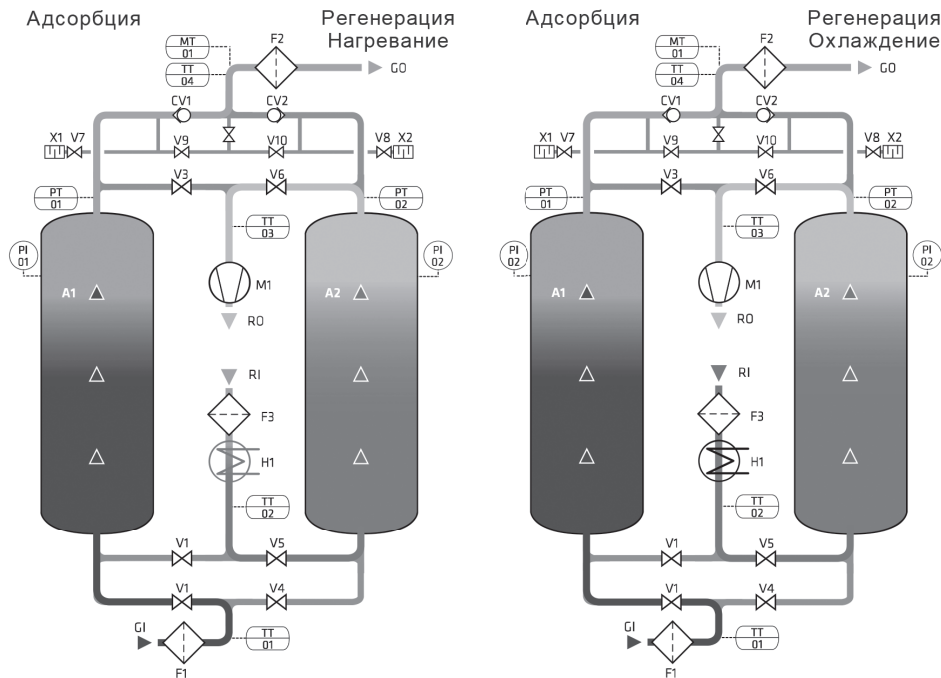 Адсорбция
Регенерация
Нагревание
MT
01
TT
04
F2
GO
CV1
CV2
X1
V7
V9
V10
V8
X2
V3
V6
PT
01
PT
02
TT
03
PI
01
PI
02
A1
A2
M1
RO
RI
F3
H1
TT
02
V1
V5
V1
V4
GI
TT
01
F1
Адсорбция
Регенерация
Охлаждение
MT
01
TT
04
F2
GO
CV1
CV2
X1
V7
V9
V10
V8
X2
V3
V6
PT
01
PT
02
TT
03
PI
02
PI
02
A1
A2
M1
RO
RI
F3
H1
TT
02
V1
V5
V1
V4
GI
TT
01
F1